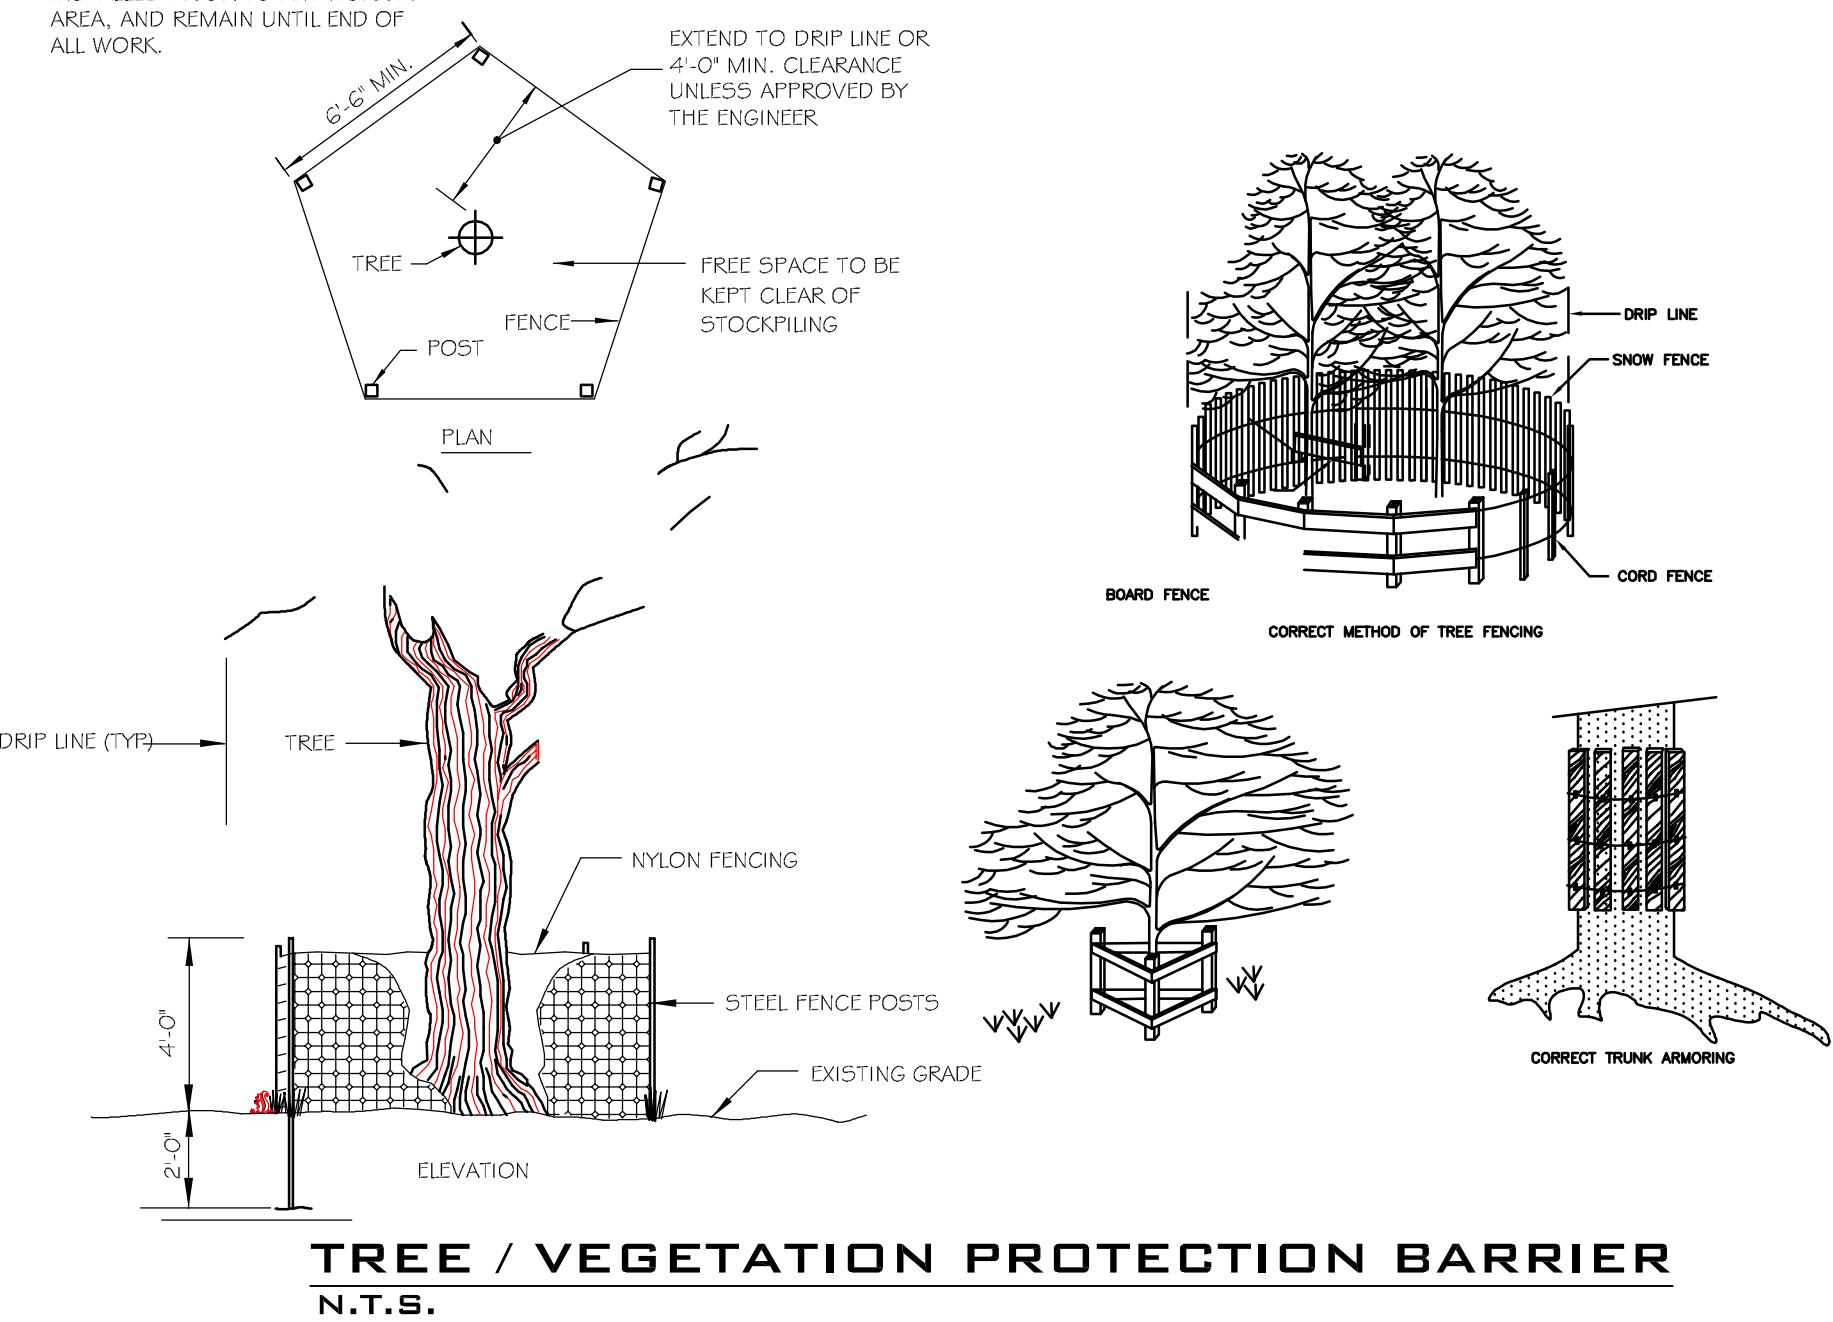 AREA, AND REMAIN UNTIL END OF
ALL WORK.
6'-6" MIN.
EXTEND TO DRIP LINE OR
4'-0" MIN. CLEARANCE
UNLESS APPROVED BY
THE ENGINEER
TREE
FREE SPACE TO BE
KEPT CLEAR OF
STOCKPILING
FENCE
POST
PLAN
DRIP LINE
SNOW FENCE
CORD FENCE
BOARD FENCE
CORRECT METHOD OF TREE FENCING
DRIP LINE (TYP)
TREE
NYLON FENCING
STEEL FENCE POSTS
4'-0"
EXISTING GRADE
2'-0"
ELEVATION
CORRECT TRUNK ARMORING
TREE / VEGETATION PROTECTION BARRIER
N.T.S.